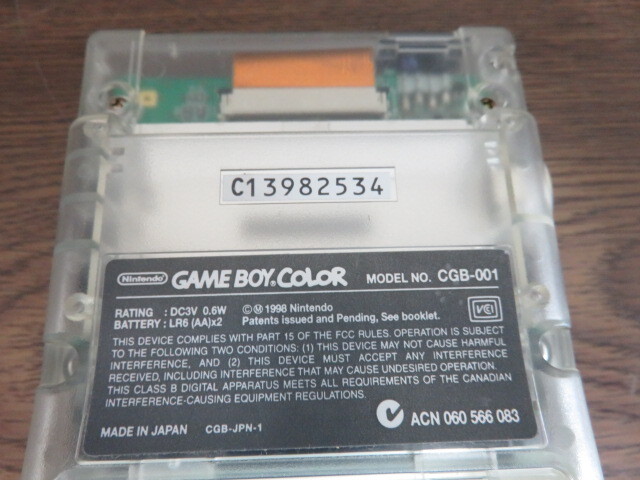 C13982534
Nintendo GAME BOY COLOR MODEL NO. CGB-001
RATING : DC3V 0.6W ©Ⓜ 1998 Nintendo
BATTERY : LR6 (AA)x2 Patents issued and Pending, See booklet.
VCI
THIS DEVICE COMPLIES WITH PART 15 OF THE FCC RULES. OPERATION IS SUBJECT
TO THE FOLLOWING TWO CONDITIONS: (1) THIS DEVICE MAY NOT CAUSE HARMFUL
INTERFERENCE, AND (2) THIS DEVICE MUST ACCEPT ANY INTERFERENCE
RECEIVED, INCLUDING INTERFERENCE THAT MAY CAUSE UNDESIRED OPERATION.
THIS CLASS B DIGITAL APPARATUS MEETS ALL REQUIREMENTS OF THE CANADIAN
INTERFERENCE-CAUSING EQUIPMENT REGULATIONS.
ACN 060 566 083
MADE IN JAPAN CGB-JPN-1